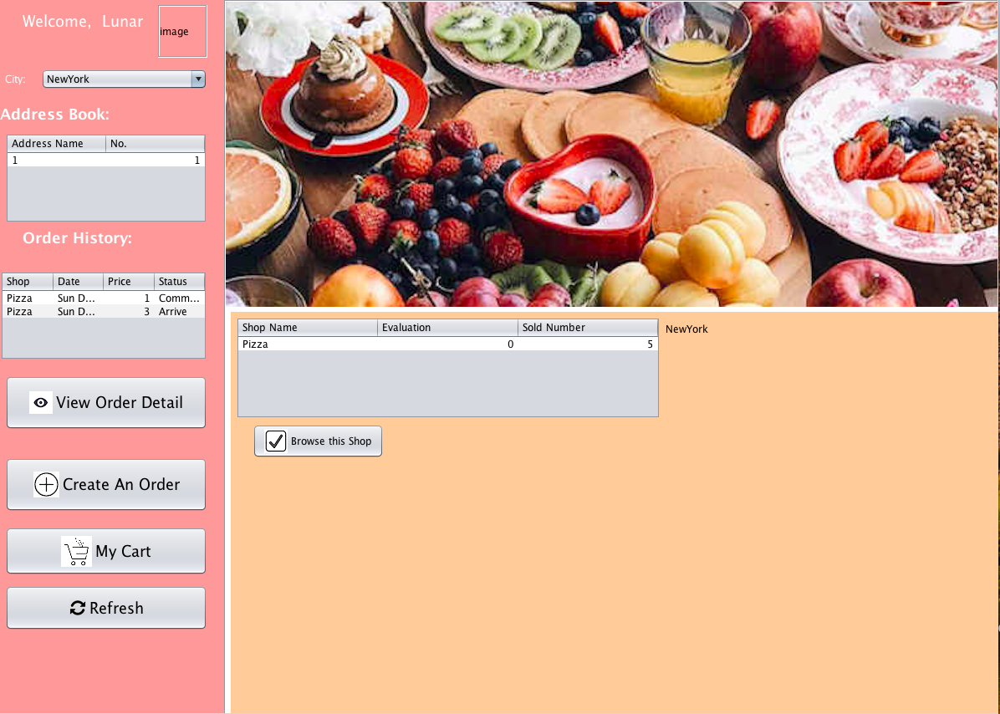 Welcome, Lunar
image
City: NewYork
Address Book:
Address Name No.
1 1
Order History:
Shop Date Price Status
Pizza Sun D... 1 Comm...
Pizza Sun D... 3 Arrive
View Order Detail
Create An Order
My Cart
Refresh
Shop Name Evaluation Sold Number
Pizza 0 5
NewYork
Browse this Shop